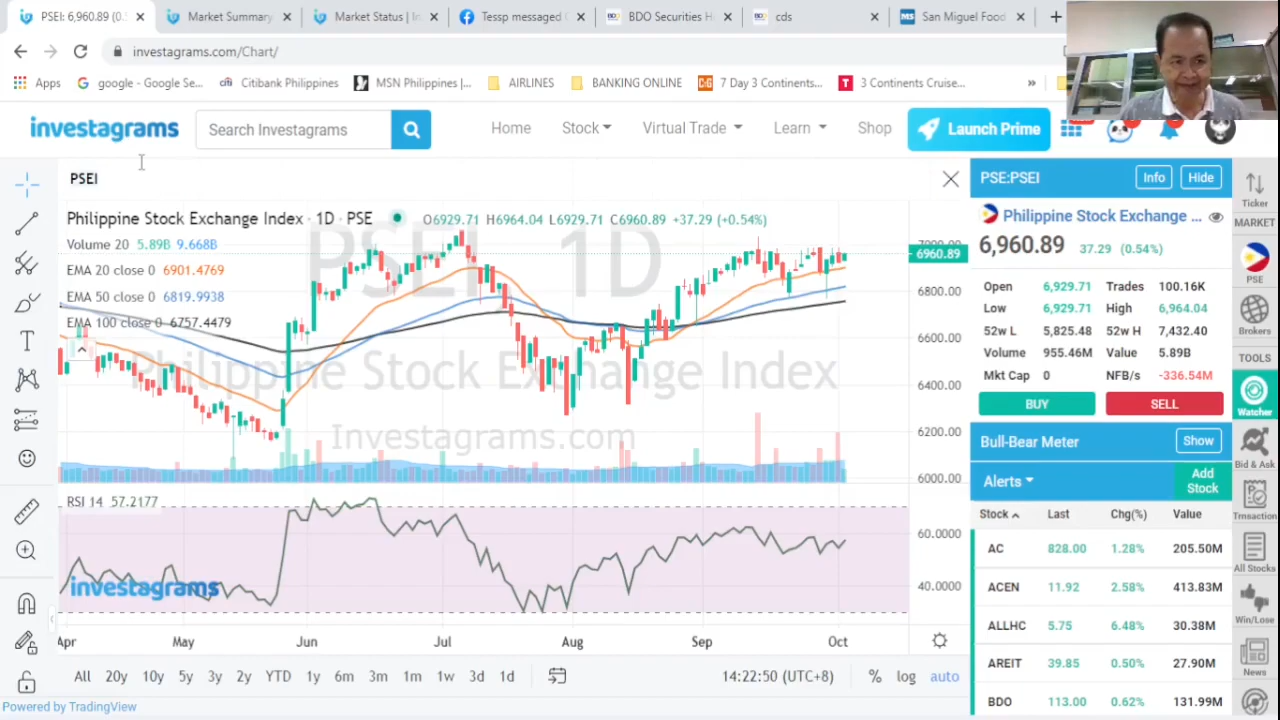 PSEI: 6,960.89 (0.5
Market Summary
Market Status | In
Tessp messaged
BDO Securities H
cds
San Miguel Food
investagrams.com/Chart/
Apps
google - Google Se...
Citibank Philippines
MSN Philippines |...
AIRLINES
BANKING ONLINE
7 Day 3 Continents...
3 Continents Cruise...
»
investagrams
Search Investagrams
Home
Stock
Virtual Trade
Learn
Shop
Launch Prime
PSEI
Philippine Stock Exchange Index · 1D · PSE
O6929.71 H6964.04 L6929.71 C6960.89 +37.29 (+0.54%)
Volume 20 5.89B 9.668B
EMA 20 close 0 6901.4769
EMA 50 close 0 6819.9938
EMA 100 close 0 6757.4479
PSEI 1D
Philippine Stock Exchange Index
Investagrams.com
7000.00
6960.89
6800.00
6600.00
6400.00
6200.00
6000.00
RSI 14 57.2177
60.0000
40.0000
investagrams
Apr May Jun Jul Aug Sep Oct
All 20y 10y 5y 3y 2y YTD 1y 6m 3m 1m 1w 3d 1d
14:22:50 (UTC+8)
% log auto
Powered by TradingView
PSE:PSEI
Info
Hide
Philippine Stock Exchange ...
6,960.89 37.29 (0.54%)
Open 6,929.71 Trades 100.16K
Low 6,929.71 High 6,964.04
52w L 5,825.48 52w H 7,432.40
Volume 955.46M Value 5.89B
Mkt Cap 0 NFB/s -336.54M
BUY
SELL
Bull-Bear Meter
Show
Alerts
Add Stock
Stock Last Chg(%) Value
AC 828.00 1.28% 205.50M
ACEN 11.92 2.58% 413.83M
ALLHC 5.75 6.48% 30.38M
AREIT 39.85 0.50% 27.90M
BDO 113.00 0.62% 131.99M
Ticker
MARKET
PSE
Brokers
TOOLS
Watcher
Bid & Ask
Trnsaction
All Stocks
Win/Lose
News